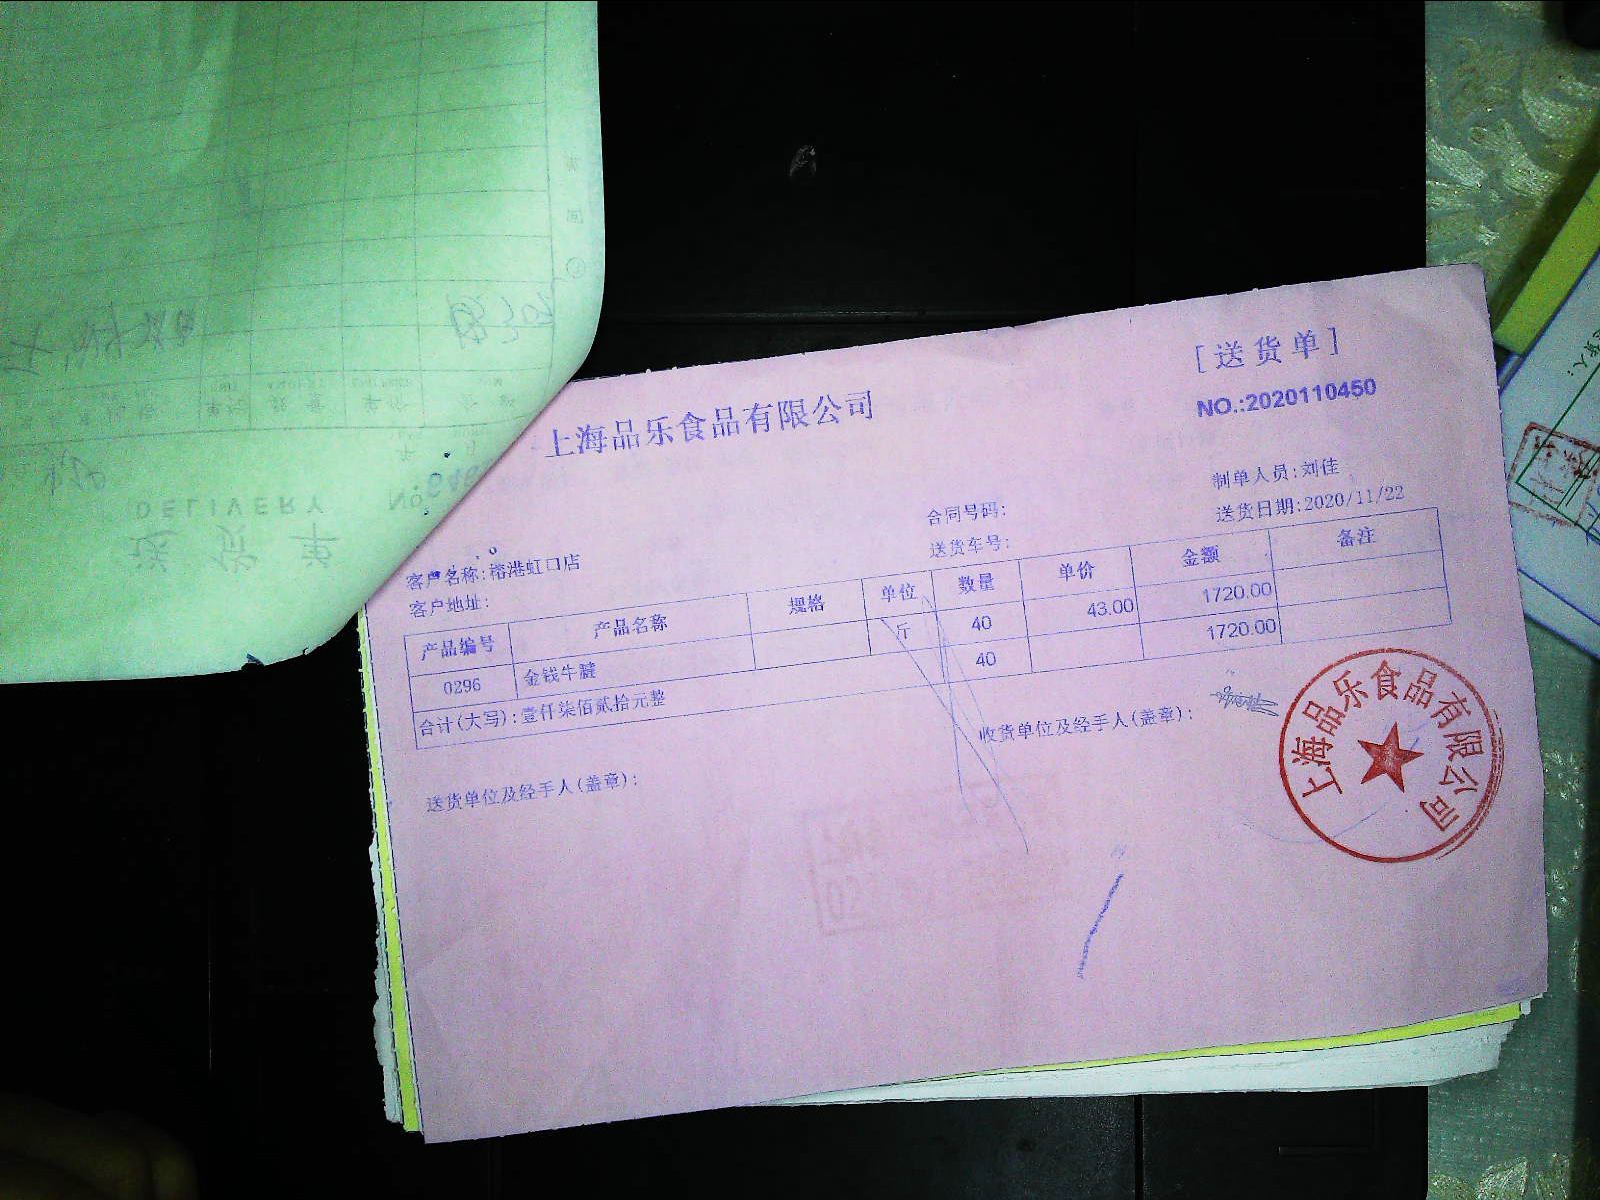 上海品乐食品有限公司
[送货单]
NO.:2020110450
制单人员:刘佳
合同号码:
送货日期:2020/11/22
送货车号:
客户名称:榕港虹口店
客户地址:
产品编号 产品名称 规格 单位 数量 单价 金额 备注
0296 金钱牛腱 斤 40 43.00 1720.00
合计(大写):壹仟柒佰贰拾元整 40 1720.00
送货单位及经手人(盖章):
收货单位及经手人(盖章):
上海品乐食品有限公司
DELIVERY
送货单